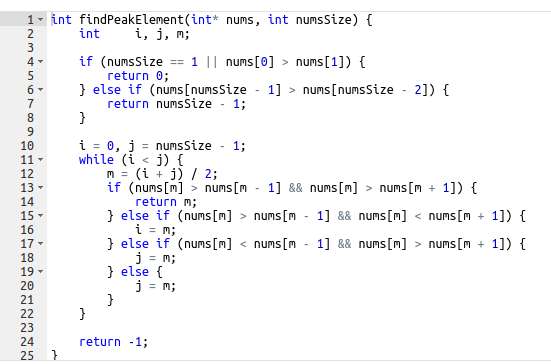 1 int findPeakElement(int* nums, int numsSize) {
2     int     i, j, m;
3
4     if (numsSize == 1 || nums[0] > nums[1]) {
5         return 0;
6     } else if (nums[numsSize - 1] > nums[numsSize - 2]) {
7         return numsSize - 1;
8     }
9
10     i = 0, j = numsSize - 1;
11     while (i < j) {
12         m = (i + j) / 2;
13         if (nums[m] > nums[m - 1] && nums[m] > nums[m + 1]) {
14             return m;
15         } else if (nums[m] > nums[m - 1] && nums[m] < nums[m + 1]) {
16             i = m;
17         } else if (nums[m] < nums[m - 1] && nums[m] > nums[m + 1]) {
18             j = m;
19         } else {
20             j = m;
21         }
22     }
23
24     return -1;
25 }